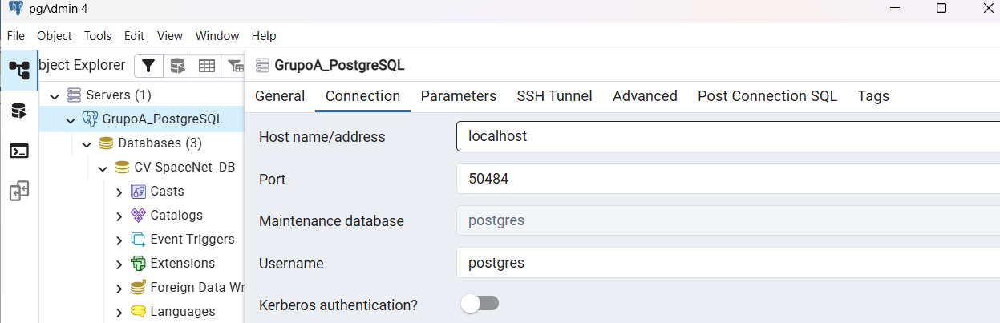 pgAdmin 4
File Object Tools Edit View Window Help
bject Explorer
Servers (1)
GrupoA_PostgreSQL
Databases (3)
CV-SpaceNet_DB
Casts
Catalogs
Event Triggers
Extensions
Foreign Data Wr
Languages
GrupoA_PostgreSQL
General Connection Parameters SSH Tunnel Advanced Post Connection SQL Tags
Host name/address localhost
Port 50484
Maintenance database postgres
Username postgres
Kerberos authentication?